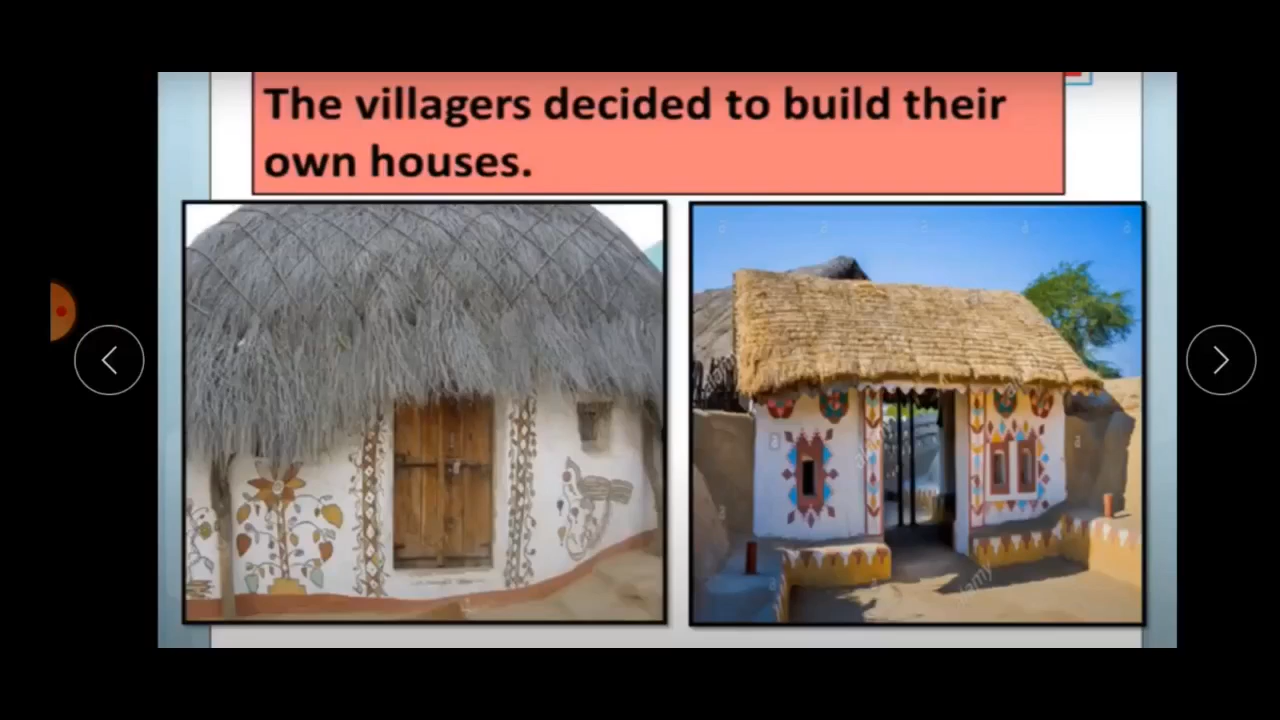 The villagers decided to build their
own houses.